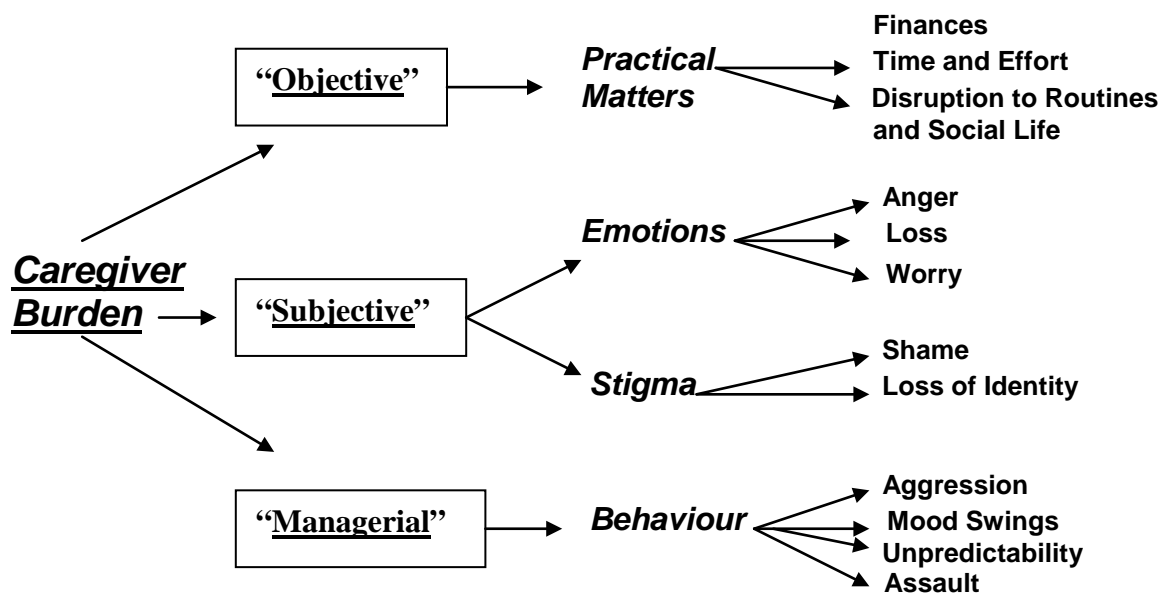 Finances
“Objective”
Practical
Matters
Time and Effort
Disruption to Routines
and Social Life
Caregiver
Burden
“Subjective”
Emotions
Anger
Loss
Worry
Stigma
Shame
Loss of Identity
“Managerial”
Behaviour
Aggression
Mood Swings
Unpredictability
Assault